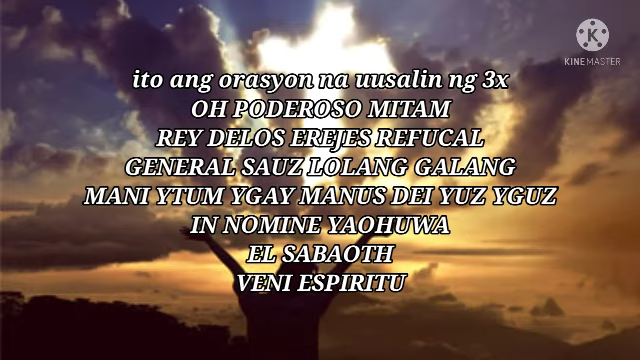 K
KINEMASTER
ito ang orasyon na uusalin ng 3x
OH PODEROSO MITAM
REY DELOS EREJES REFUCAL
GENERAL SAUZ LOLANG GALANG
MANI YTUM YGAY MANUS DEI YUZ YGUZ
IN NOMINE YAOHUWA
EL SABAOTH
VENI ESPIRITU